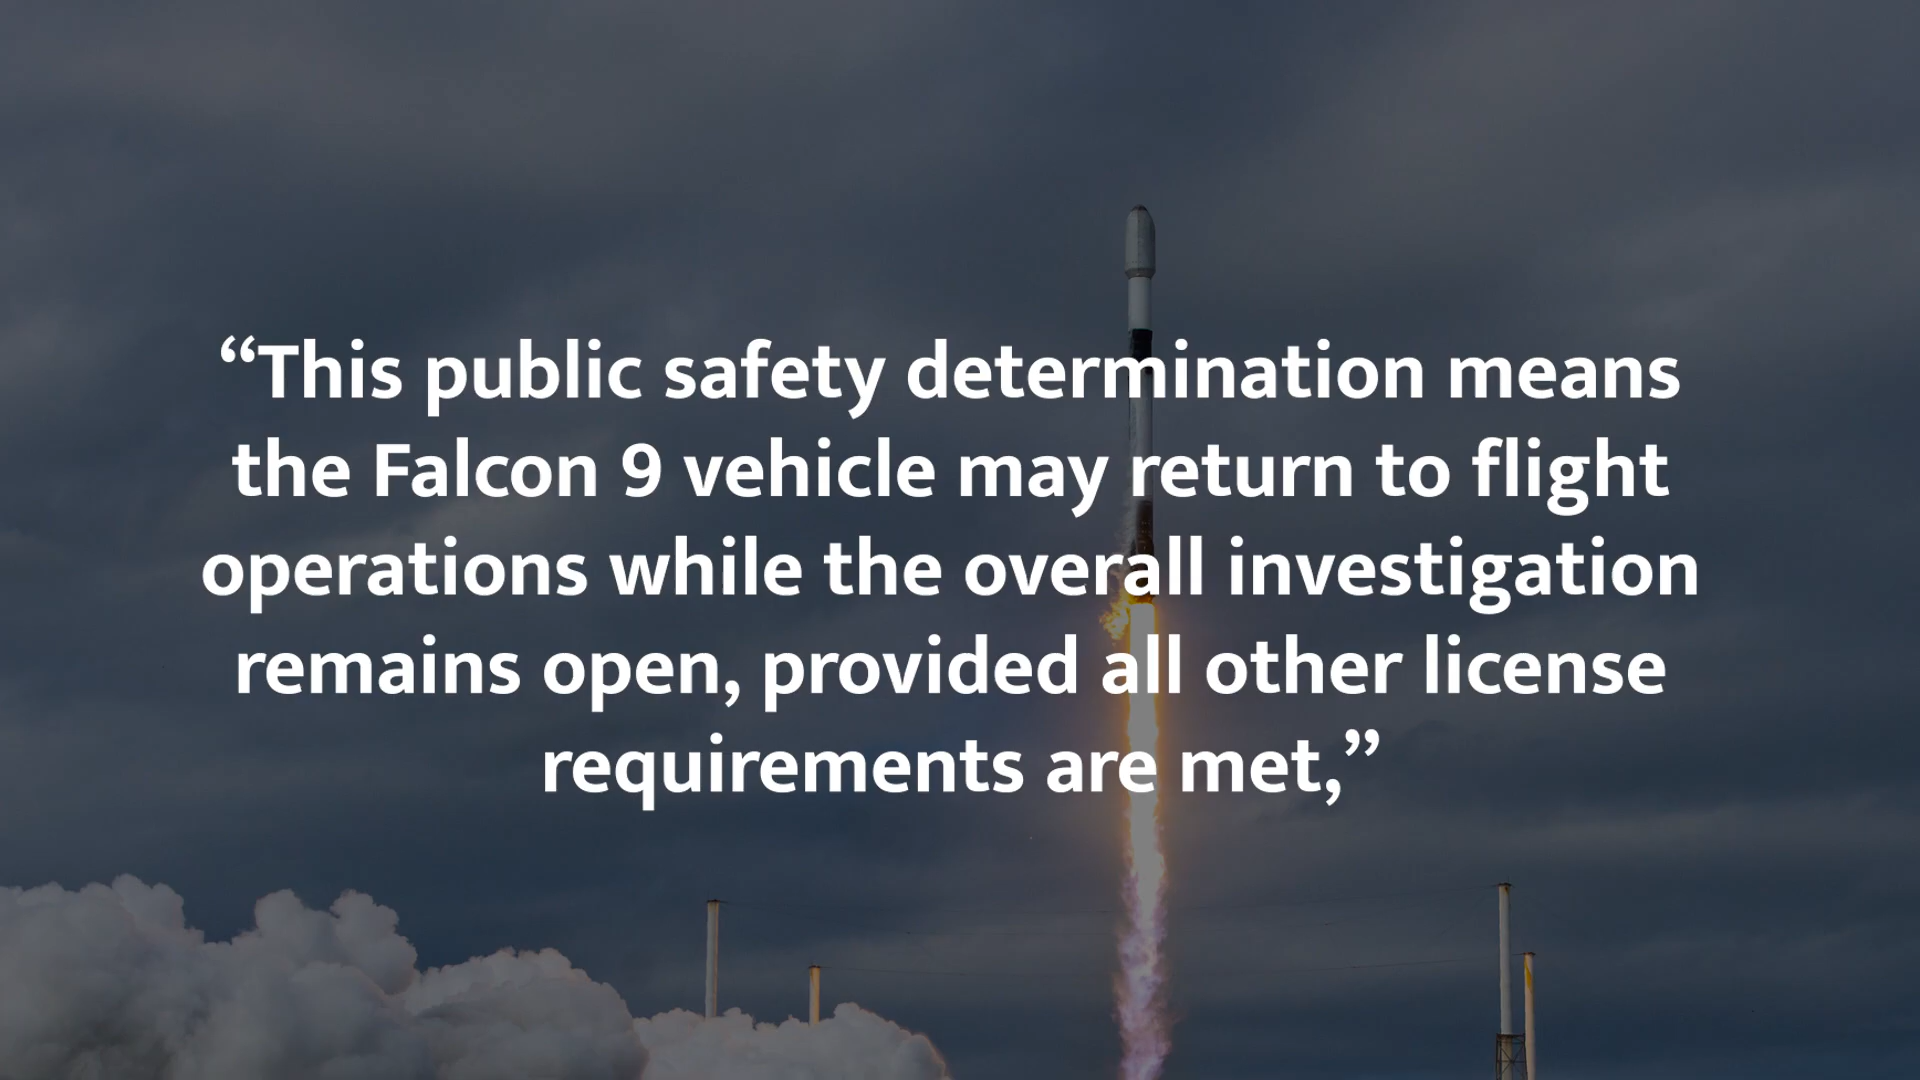 “This public safety determination means
the Falcon 9 vehicle may return to flight
operations while the overall investigation
remains open, provided all other license
requirements are met,”